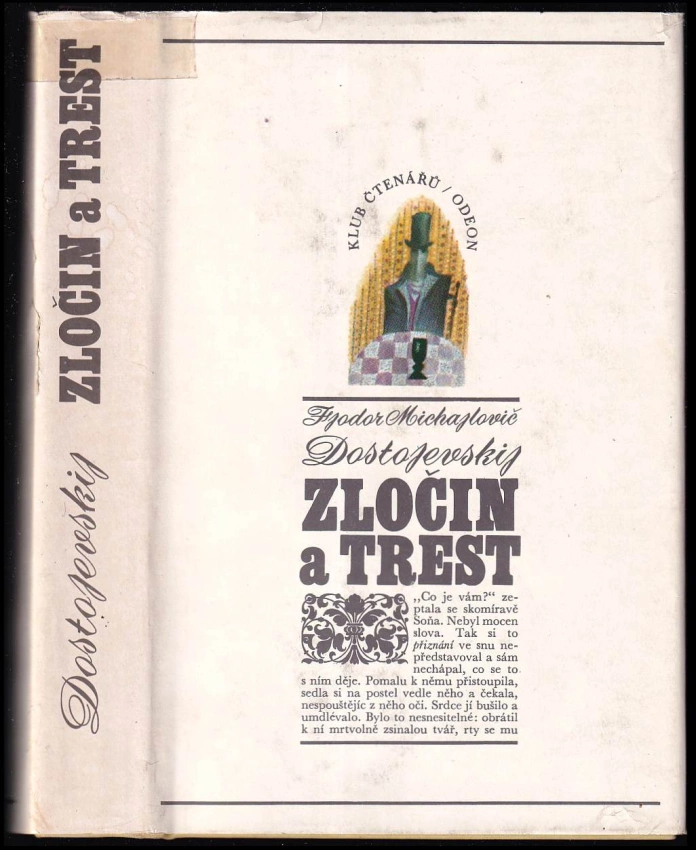 Dostojevskij ZLOČIN a TREST
KLUB ČTENÁŘŮ / ODEON
Fjodor Michajlovič
Dostojevskij
ZLOČIN
a TREST
„Co je vám?“ ze-
ptala se skomíravě
Soňa. Nebyl mocen
slova. Tak si to
přiznání ve snu ne-
představoval a sám
nechápal, co se to
s ním děje. Pomalu k němu přistoupila,
sedla si na postel vedle něho a čekala,
nespouštějíc z něho oči. Srdce jí bušilo a
umdlévalo. Bylo to nesnesitelné: obrátil
k ní mrtvolně zsinalou tvář, rty se mu